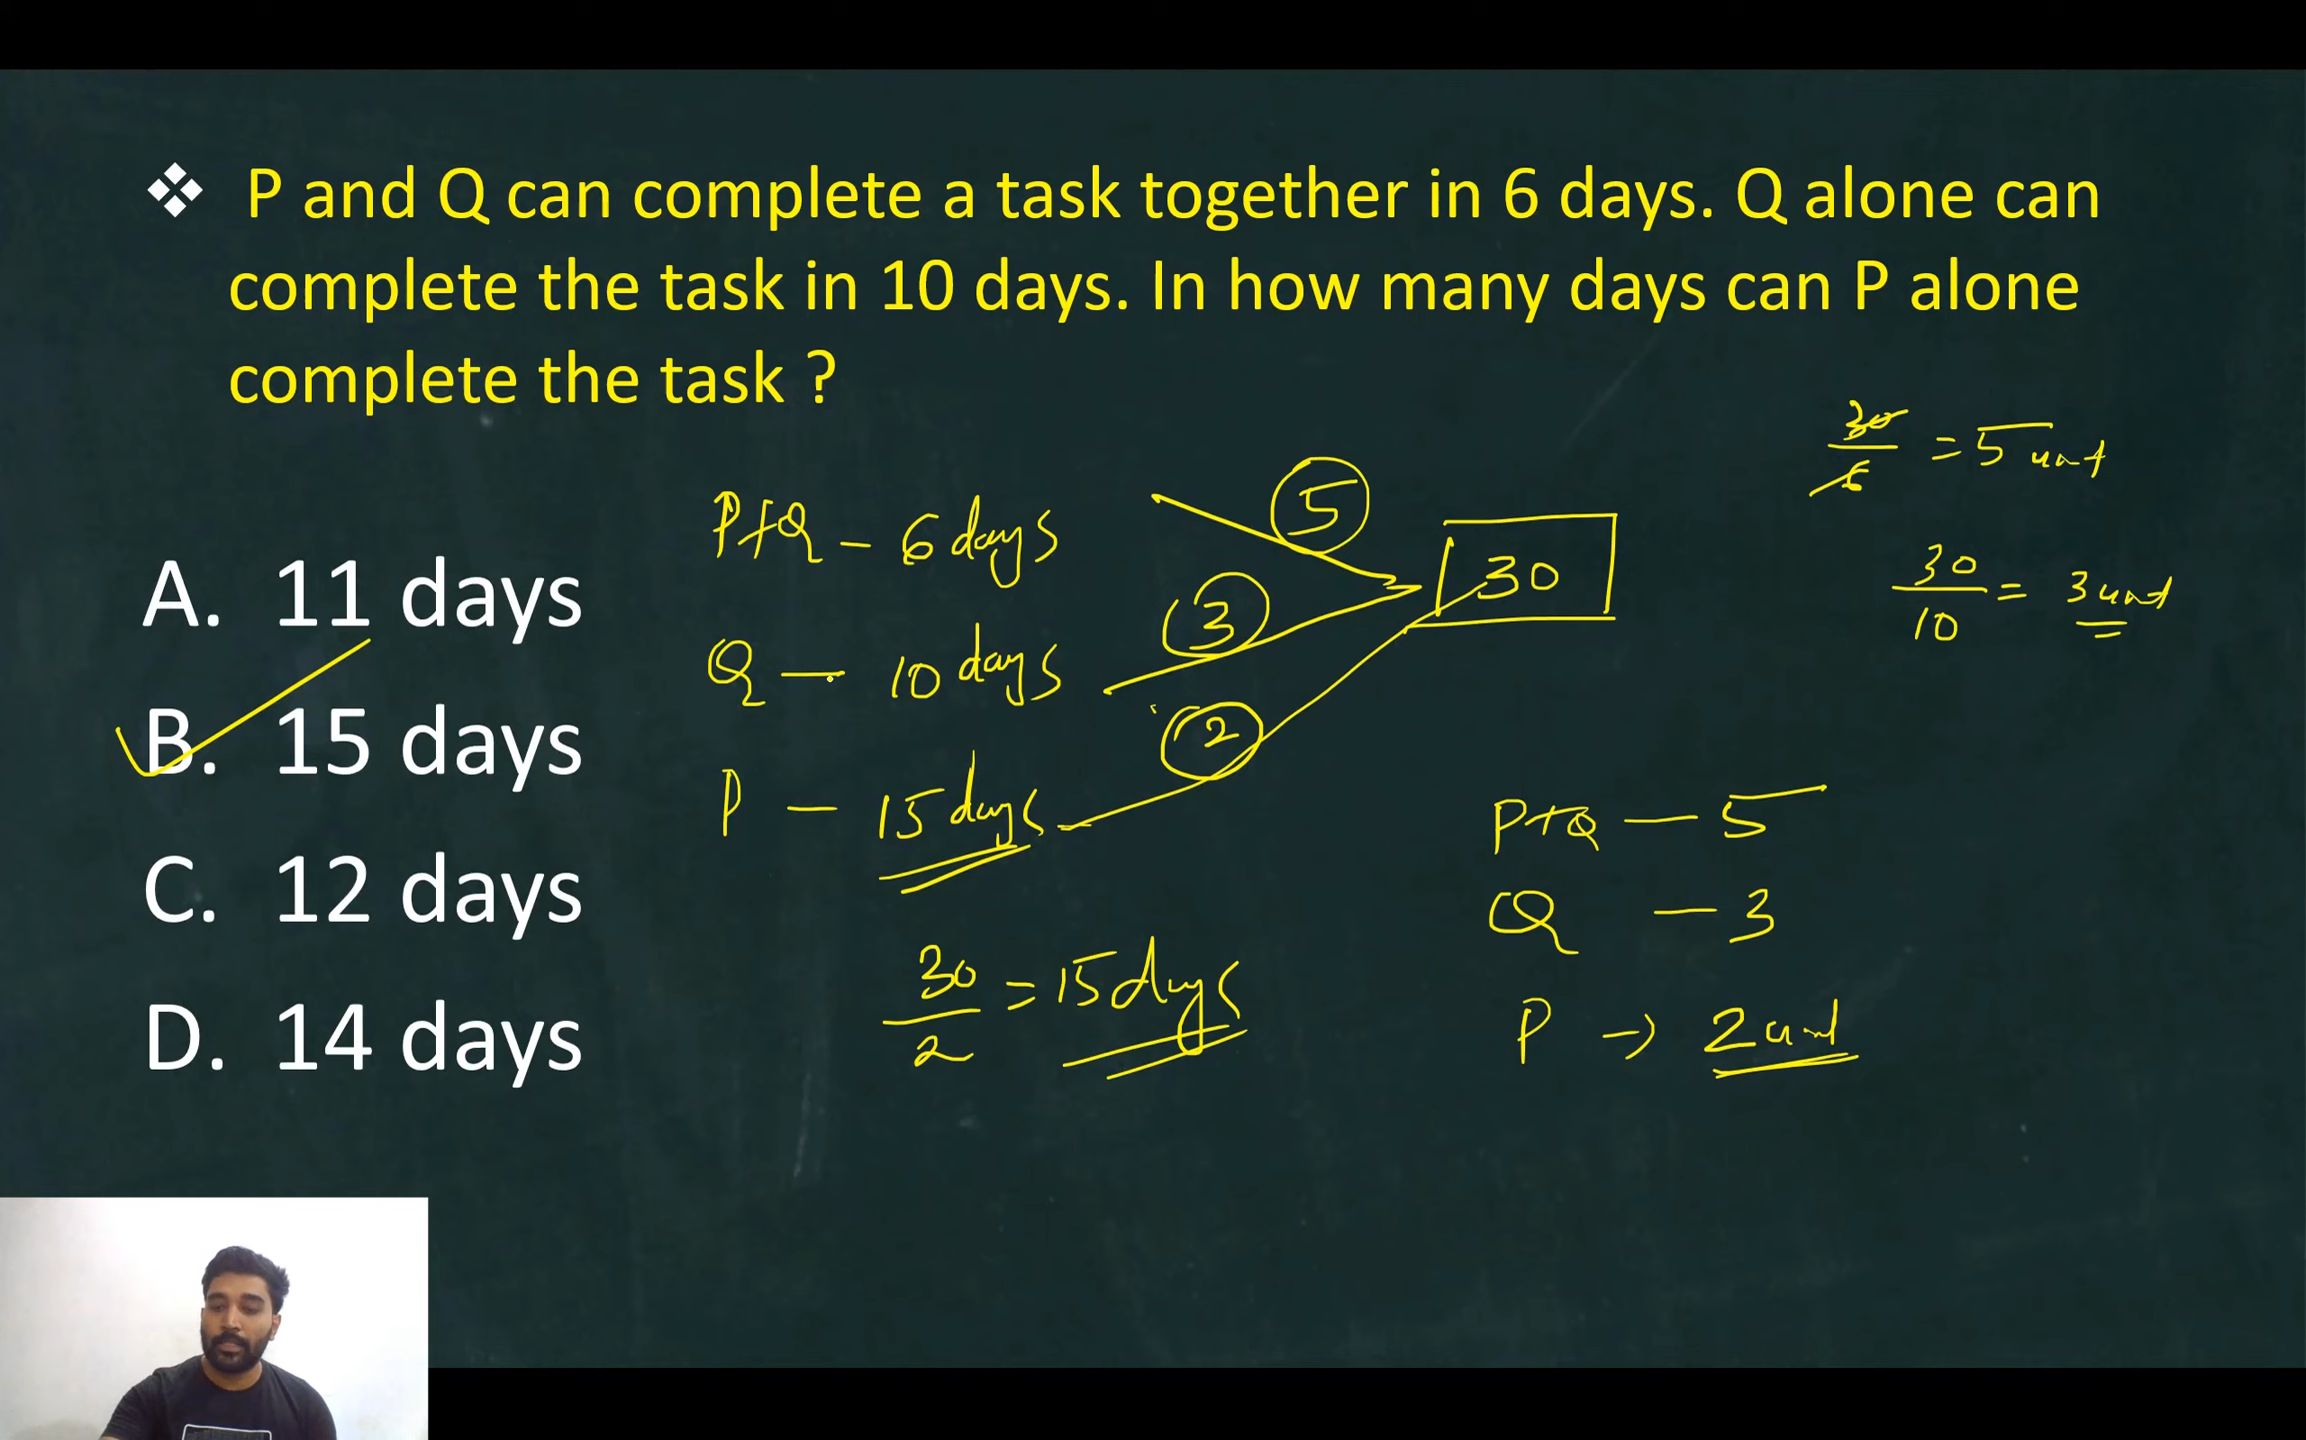 ❖ P and Q can complete a task together in 6 days. Q alone can
complete the task in 10 days. In how many days can P alone
complete the task ?
A. 11 days
B. 15 days
C. 12 days
D. 14 days
P+Q – 6 days
5
30
Q – 10 days
3
P – 15 days
2
30/2 = 15 days
30/6 = 5 unit
30/10 = 3 unit
P+Q – 5
Q – 3
P → 2 unit